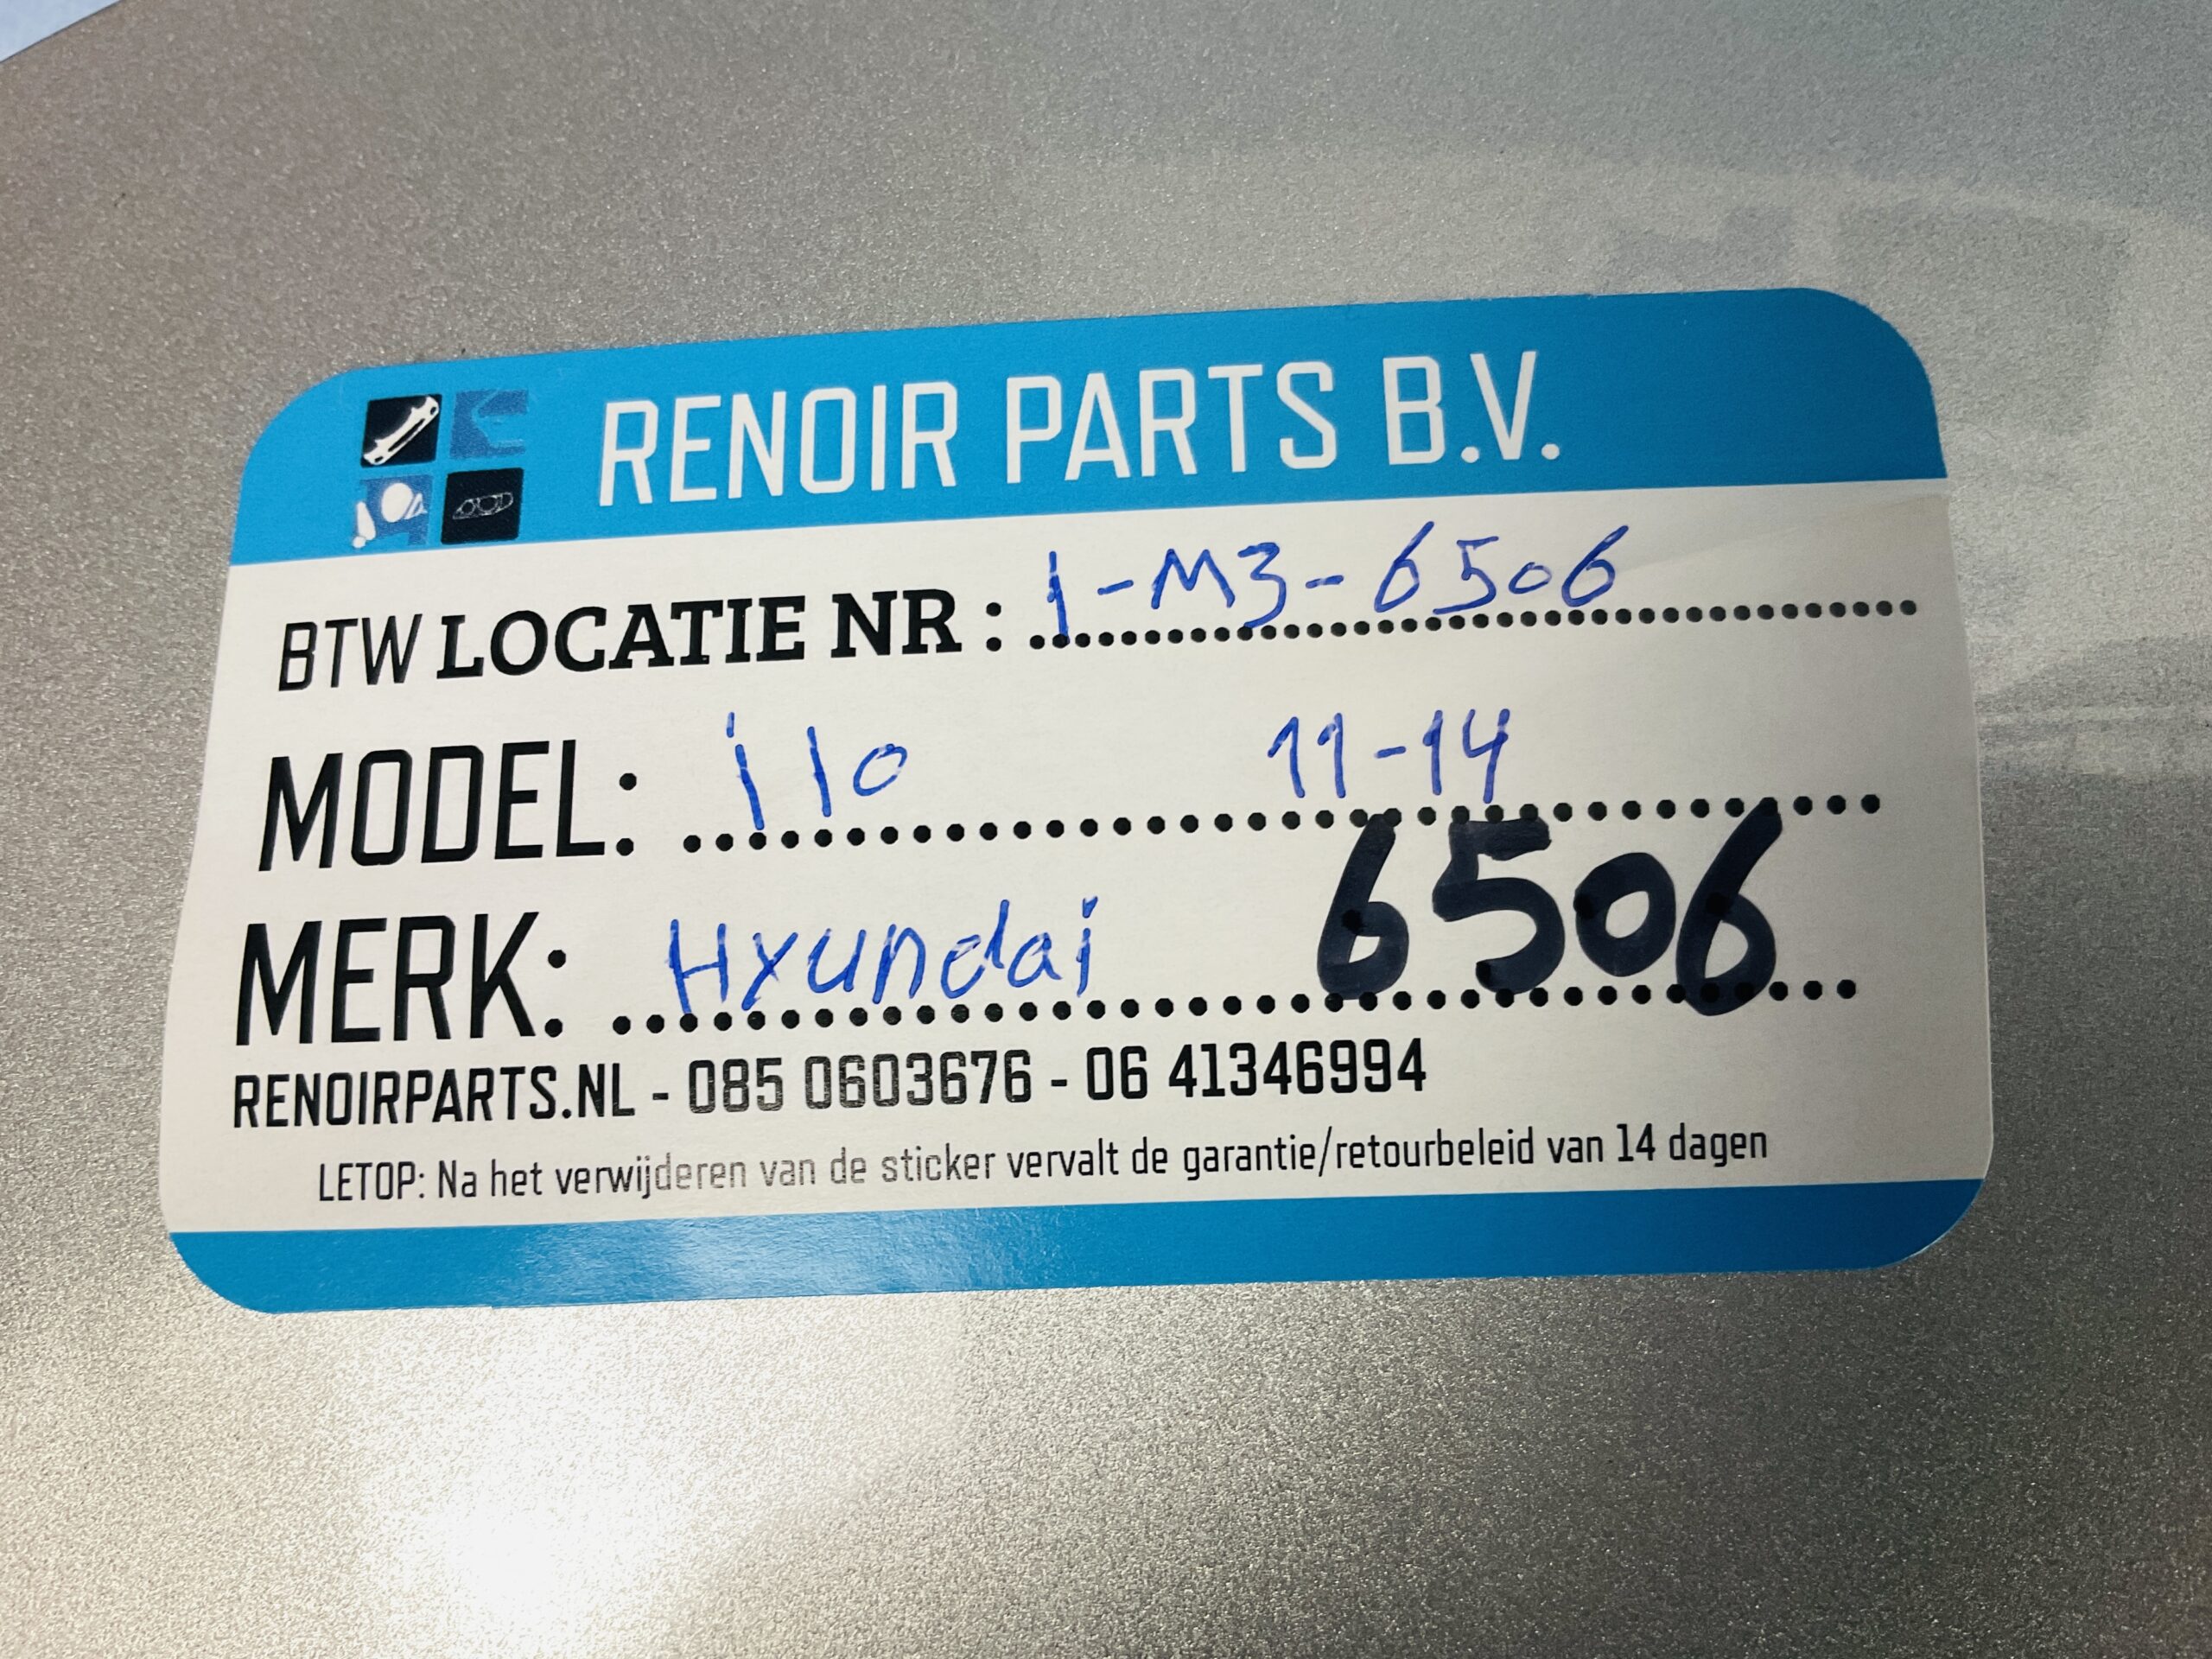 RENOIR PARTS B.V.
BTW LOCATIE NR : 1-M3-6506
MODEL: i10 11-14
MERK: Hyundai 6506
RENOIRPARTS.NL - 085 0603676 - 06 41346994
LETOP: Na het verwijderen van de sticker vervalt de garantie/retourbeleid van 14 dagen